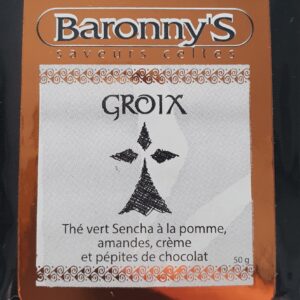 Baronny'S
saveurs celtes
GROIX
Thé vert Sencha à la pomme,
amandes, crème
et pépites de chocolat
50 g